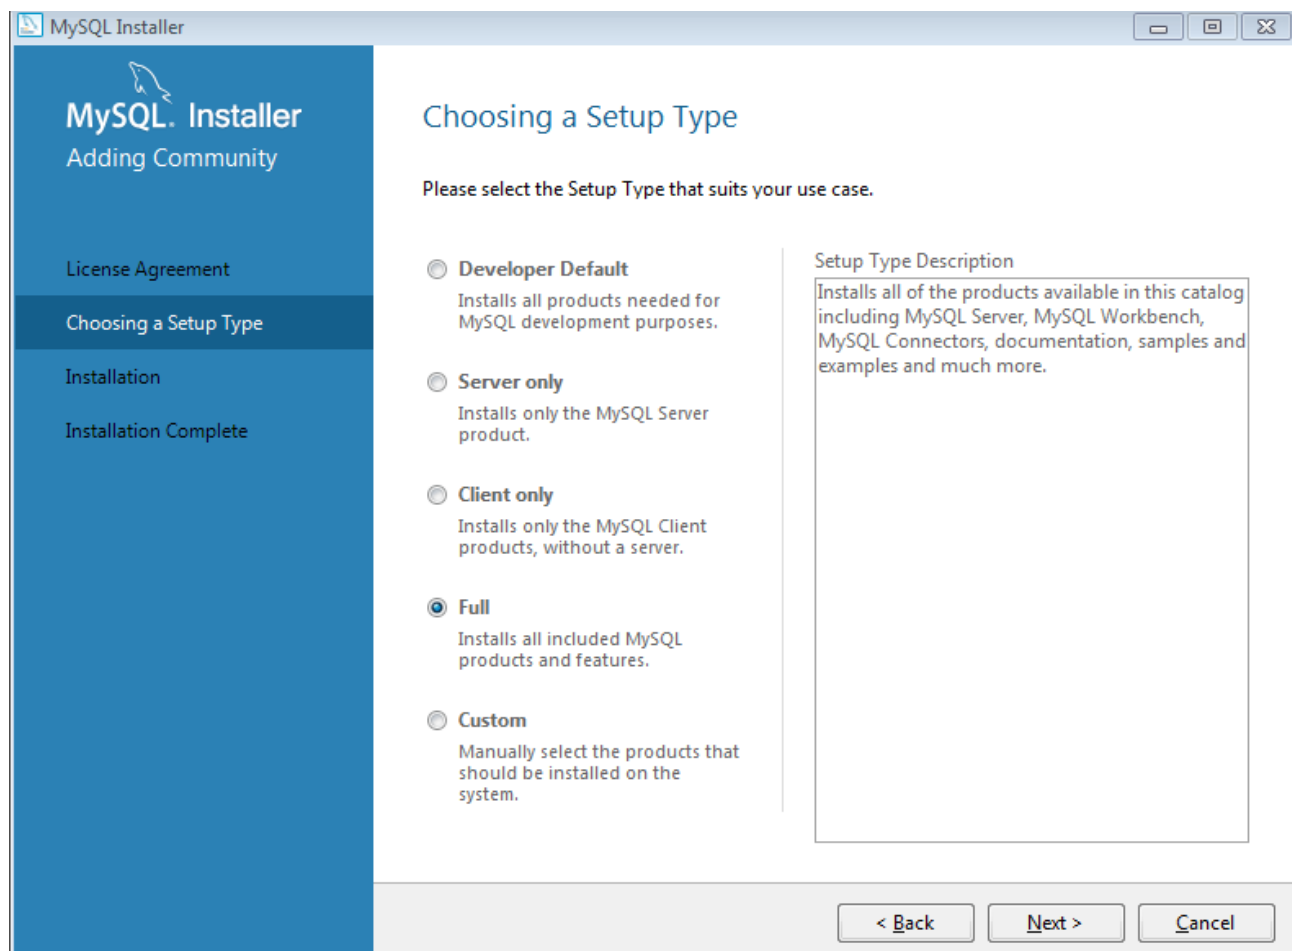 MySQL Installer
MySQL. Installer
Adding Community
License Agreement
Choosing a Setup Type
Installation
Installation Complete
Choosing a Setup Type
Please select the Setup Type that suits your use case.
Developer Default
Installs all products needed for
MySQL development purposes.
Server only
Installs only the MySQL Server
product.
Client only
Installs only the MySQL Client
products, without a server.
Full
Installs all included MySQL
products and features.
Custom
Manually select the products that
should be installed on the
system.
Setup Type Description
Installs all of the products available in this catalog
including MySQL Server, MySQL Workbench,
MySQL Connectors, documentation, samples and
examples and much more.
< Back
Next >
Cancel